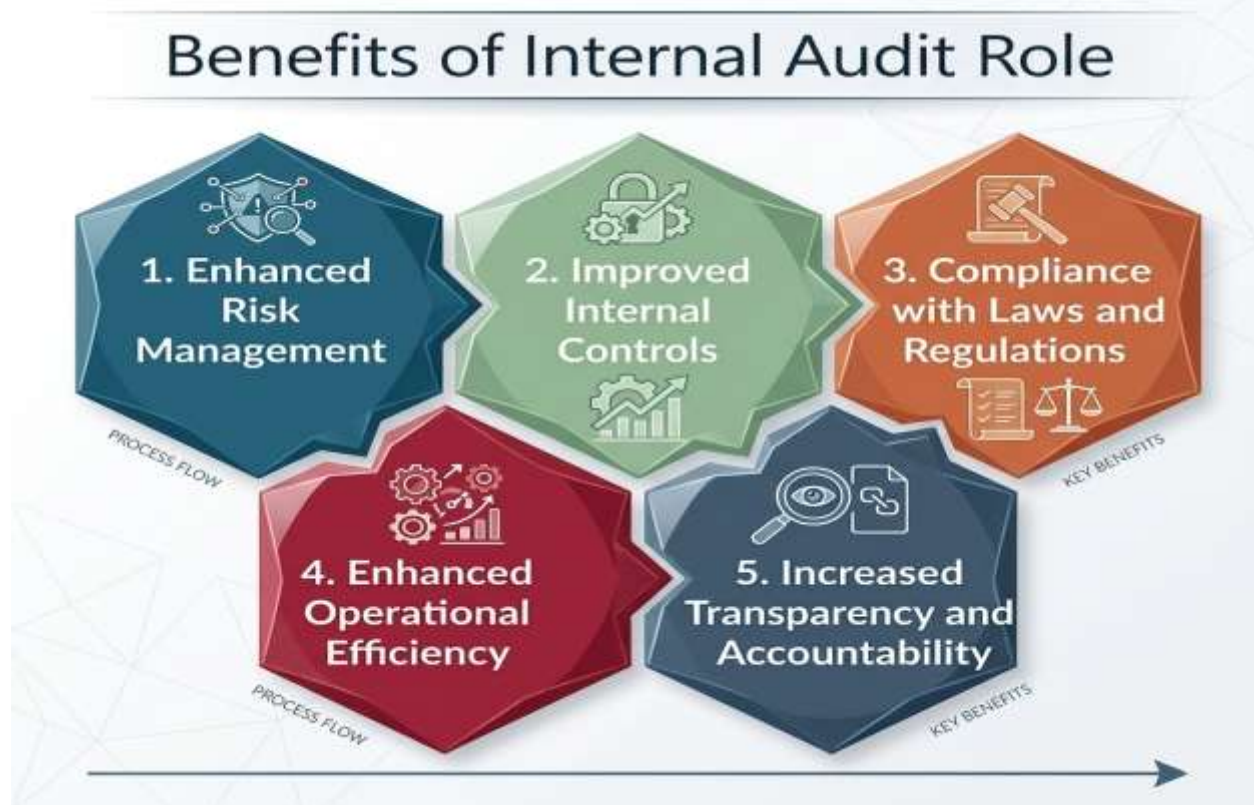 Benefits of Internal Audit Role
1. Enhanced
Risk
Management
2. Improved
Internal
Controls
3. Compliance
with Laws and
Regulations
PROCESS FLOW
KEY BENEFITS
4. Enhanced
Operational
Efficiency
5. Increased
Transparency and
Accountability
PROCESS FLOW
KEY BENEFITS